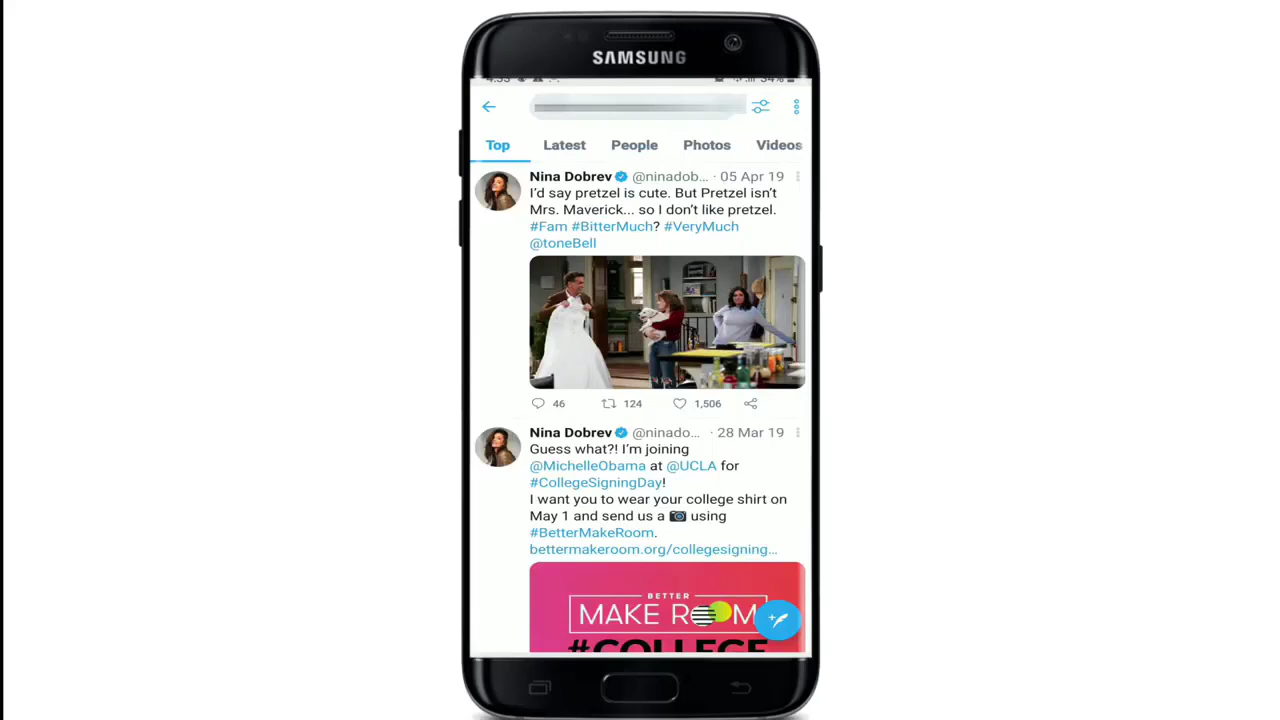 SAMSUNG
Top Latest People Photos Videos
Nina Dobrev @ninadob... · 05 Apr 19
I'd say pretzel is cute. But Pretzel isn't
Mrs. Maverick... so I don't like pretzel.
#Fam #BitterMuch? #VeryMuch
@toneBell
46 124 1,506
Nina Dobrev @ninado... · 28 Mar 19
Guess what?! I'm joining
@MichelleObama at @UCLA for
#CollegeSigningDay!
I want you to wear your college shirt on
May 1 and send us a using
#BetterMakeRoom.
bettermakeroom.org/collegesigning...
BETTER
MAKE ROOM
#COLLEGE